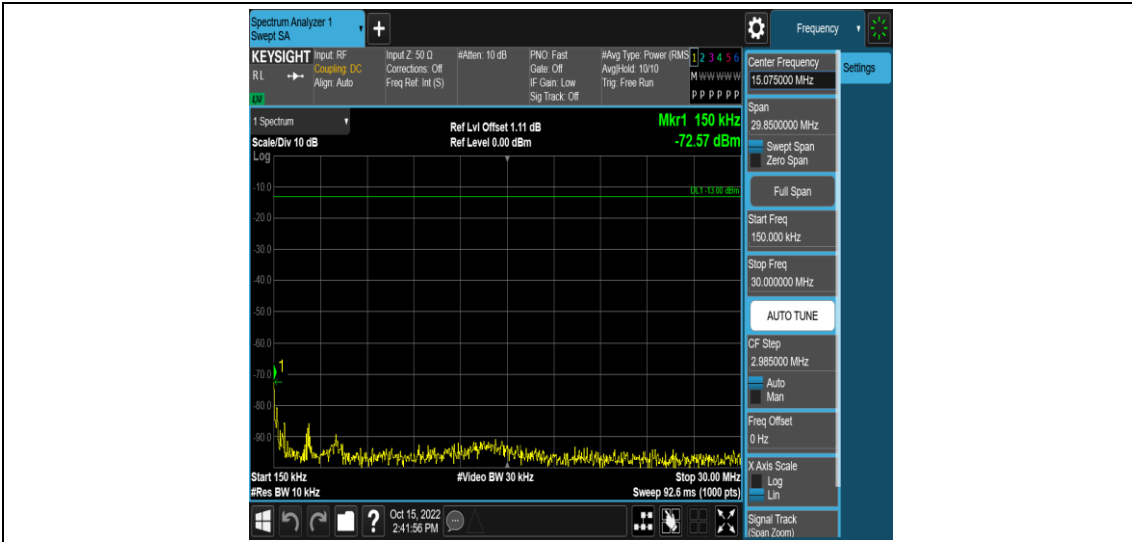 Spectrum Analyzer 1
Swept SA
Frequency
KEYSIGHT
RL
LNI
Input: RF
Coupling: DC
Align: Auto
Input Z: 50 Ω
Corrections: Off
Freq Ref: Int (S)
#Atten: 10 dB
PNO: Fast
Gate: Off
IF Gain: Low
Sig Track: Off
#Avg Type: Power (RMS
Avg|Hold: 10/10
Trig: Free Run
1 2 3 4 5 6
M W W W W W
P P P P P P
1 Spectrum
Scale/Div 10 dB
Log
Ref Lvl Offset 1.11 dB
Ref Level 0.00 dBm
Mkr1 150 kHz
-72.57 dBm
DL1 -13.00 dBm
-10.0
-20.0
-30.0
-40.0
-50.0
-60.0
-70.0
-80.0
-90.0
1
Start 150 kHz
#Res BW 10 kHz
#Video BW 30 kHz
Stop 30.00 MHz
Sweep 92.6 ms (1000 pts)
Oct 15, 2022
2:41:56 PM
Center Frequency
15.075000 MHz
Span
29.8500000 MHz
Swept Span
Zero Span
Full Span
Start Freq
150.000 kHz
Stop Freq
30.000000 MHz
AUTO TUNE
CF Step
2.985000 MHz
Auto
Man
Freq Offset
0 Hz
X Axis Scale
Log
Lin
Signal Track
(Span Zoom)
Settings